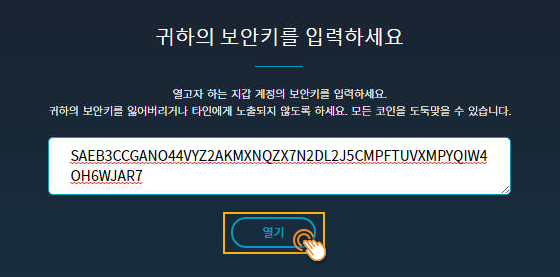 귀하의 보안키를 입력하세요
열고자 하는 지갑 계정의 보안키를 입력하세요.
귀하의 보안키를 잃어버리거나 타인에게 노출되지 않도록 하세요. 모든 코인을 도둑맞을 수 있습니다.
SAEB3CCGANO44VYZ2AKMXNQZX7N2DL2J5CMPFTUVXMPYQIW4
OH6WJAR7
열기